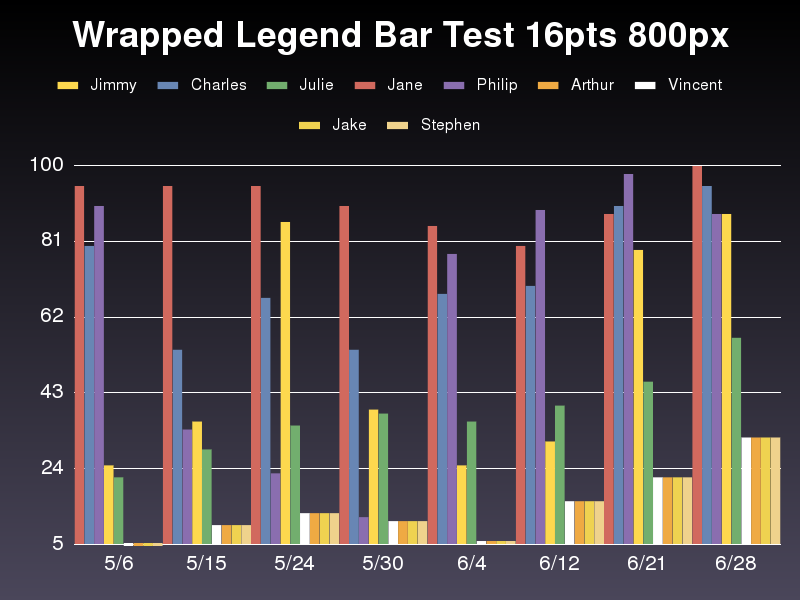 Wrapped Legend Bar Test 16pts 800px
Jimmy Charles Julie Jane Philip Arthur Vincent
Jake Stephen
100
81
62
43
24
5
5/6 5/15 5/24 5/30 6/4 6/12 6/21 6/28